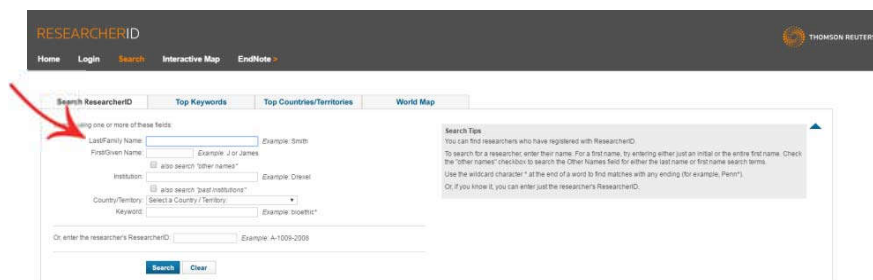 RESEARCHERID
THOMSON REUTERS
Home Login Search Interactive Map EndNote >
Search ResearcherID Top Keywords Top Countries/Territories World Map
using one or more of these fields:
Last/Family Name: Example: Smith
First/Given Name: Example: J or James
also search "other names"
Institution: Example: Drexel
also search "past institutions"
Country/Territory: Select a Country / Territory
Keyword: Example: bioethic*
Or, enter the researcher's ResearcherID: Example: A-1009-2008
Search Clear
Search Tips
You can find researchers who have registered with ResearcherID.
To search for a researcher, enter their name. For a first name, try entering either just an initial or the entire first name. Check
the "other names" checkbox to search the Other Names field for either the last name or first name search terms.
Use the wildcard character * at the end of a word to find matches with any ending (for example, Penn*).
Or, if you know it, you can enter just the researcher's ResearcherID.